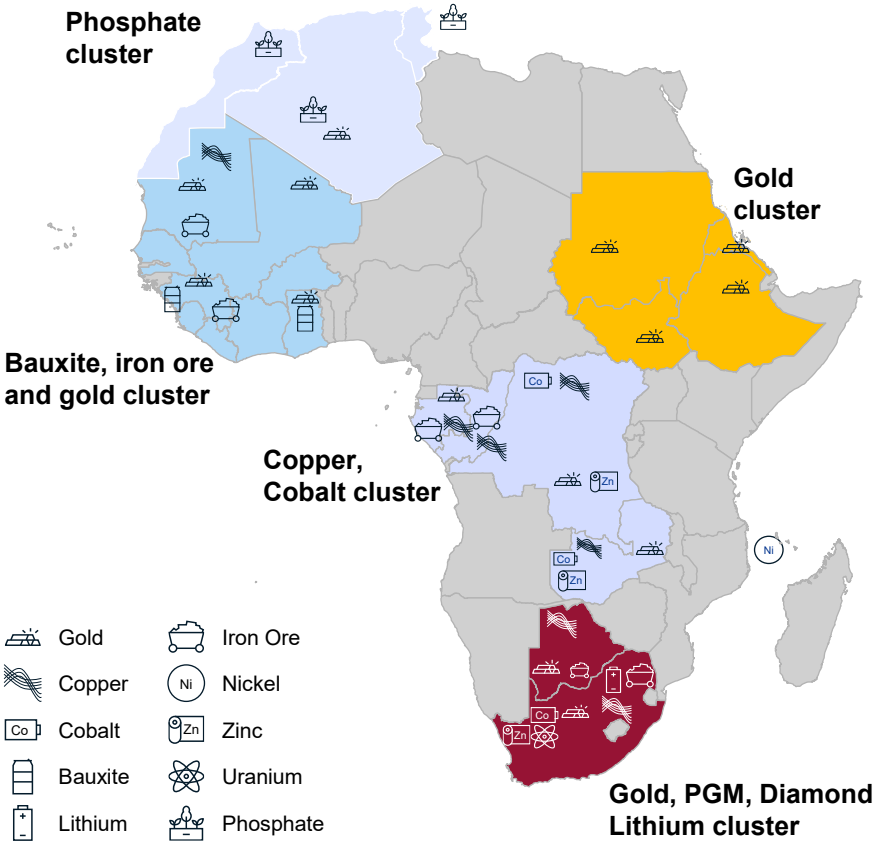 Phosphate
cluster
Gold
cluster
Bauxite, iron ore
and gold cluster
Co
Copper,
Cobalt cluster
Zn
Co
Zn
Ni
Co
Zn
Gold
Iron Ore
Copper
Ni
Nickel
Co
Cobalt
Zn
Zinc
Bauxite
Uranium
Lithium
Phosphate
Gold, PGM, Diamond
Lithium cluster